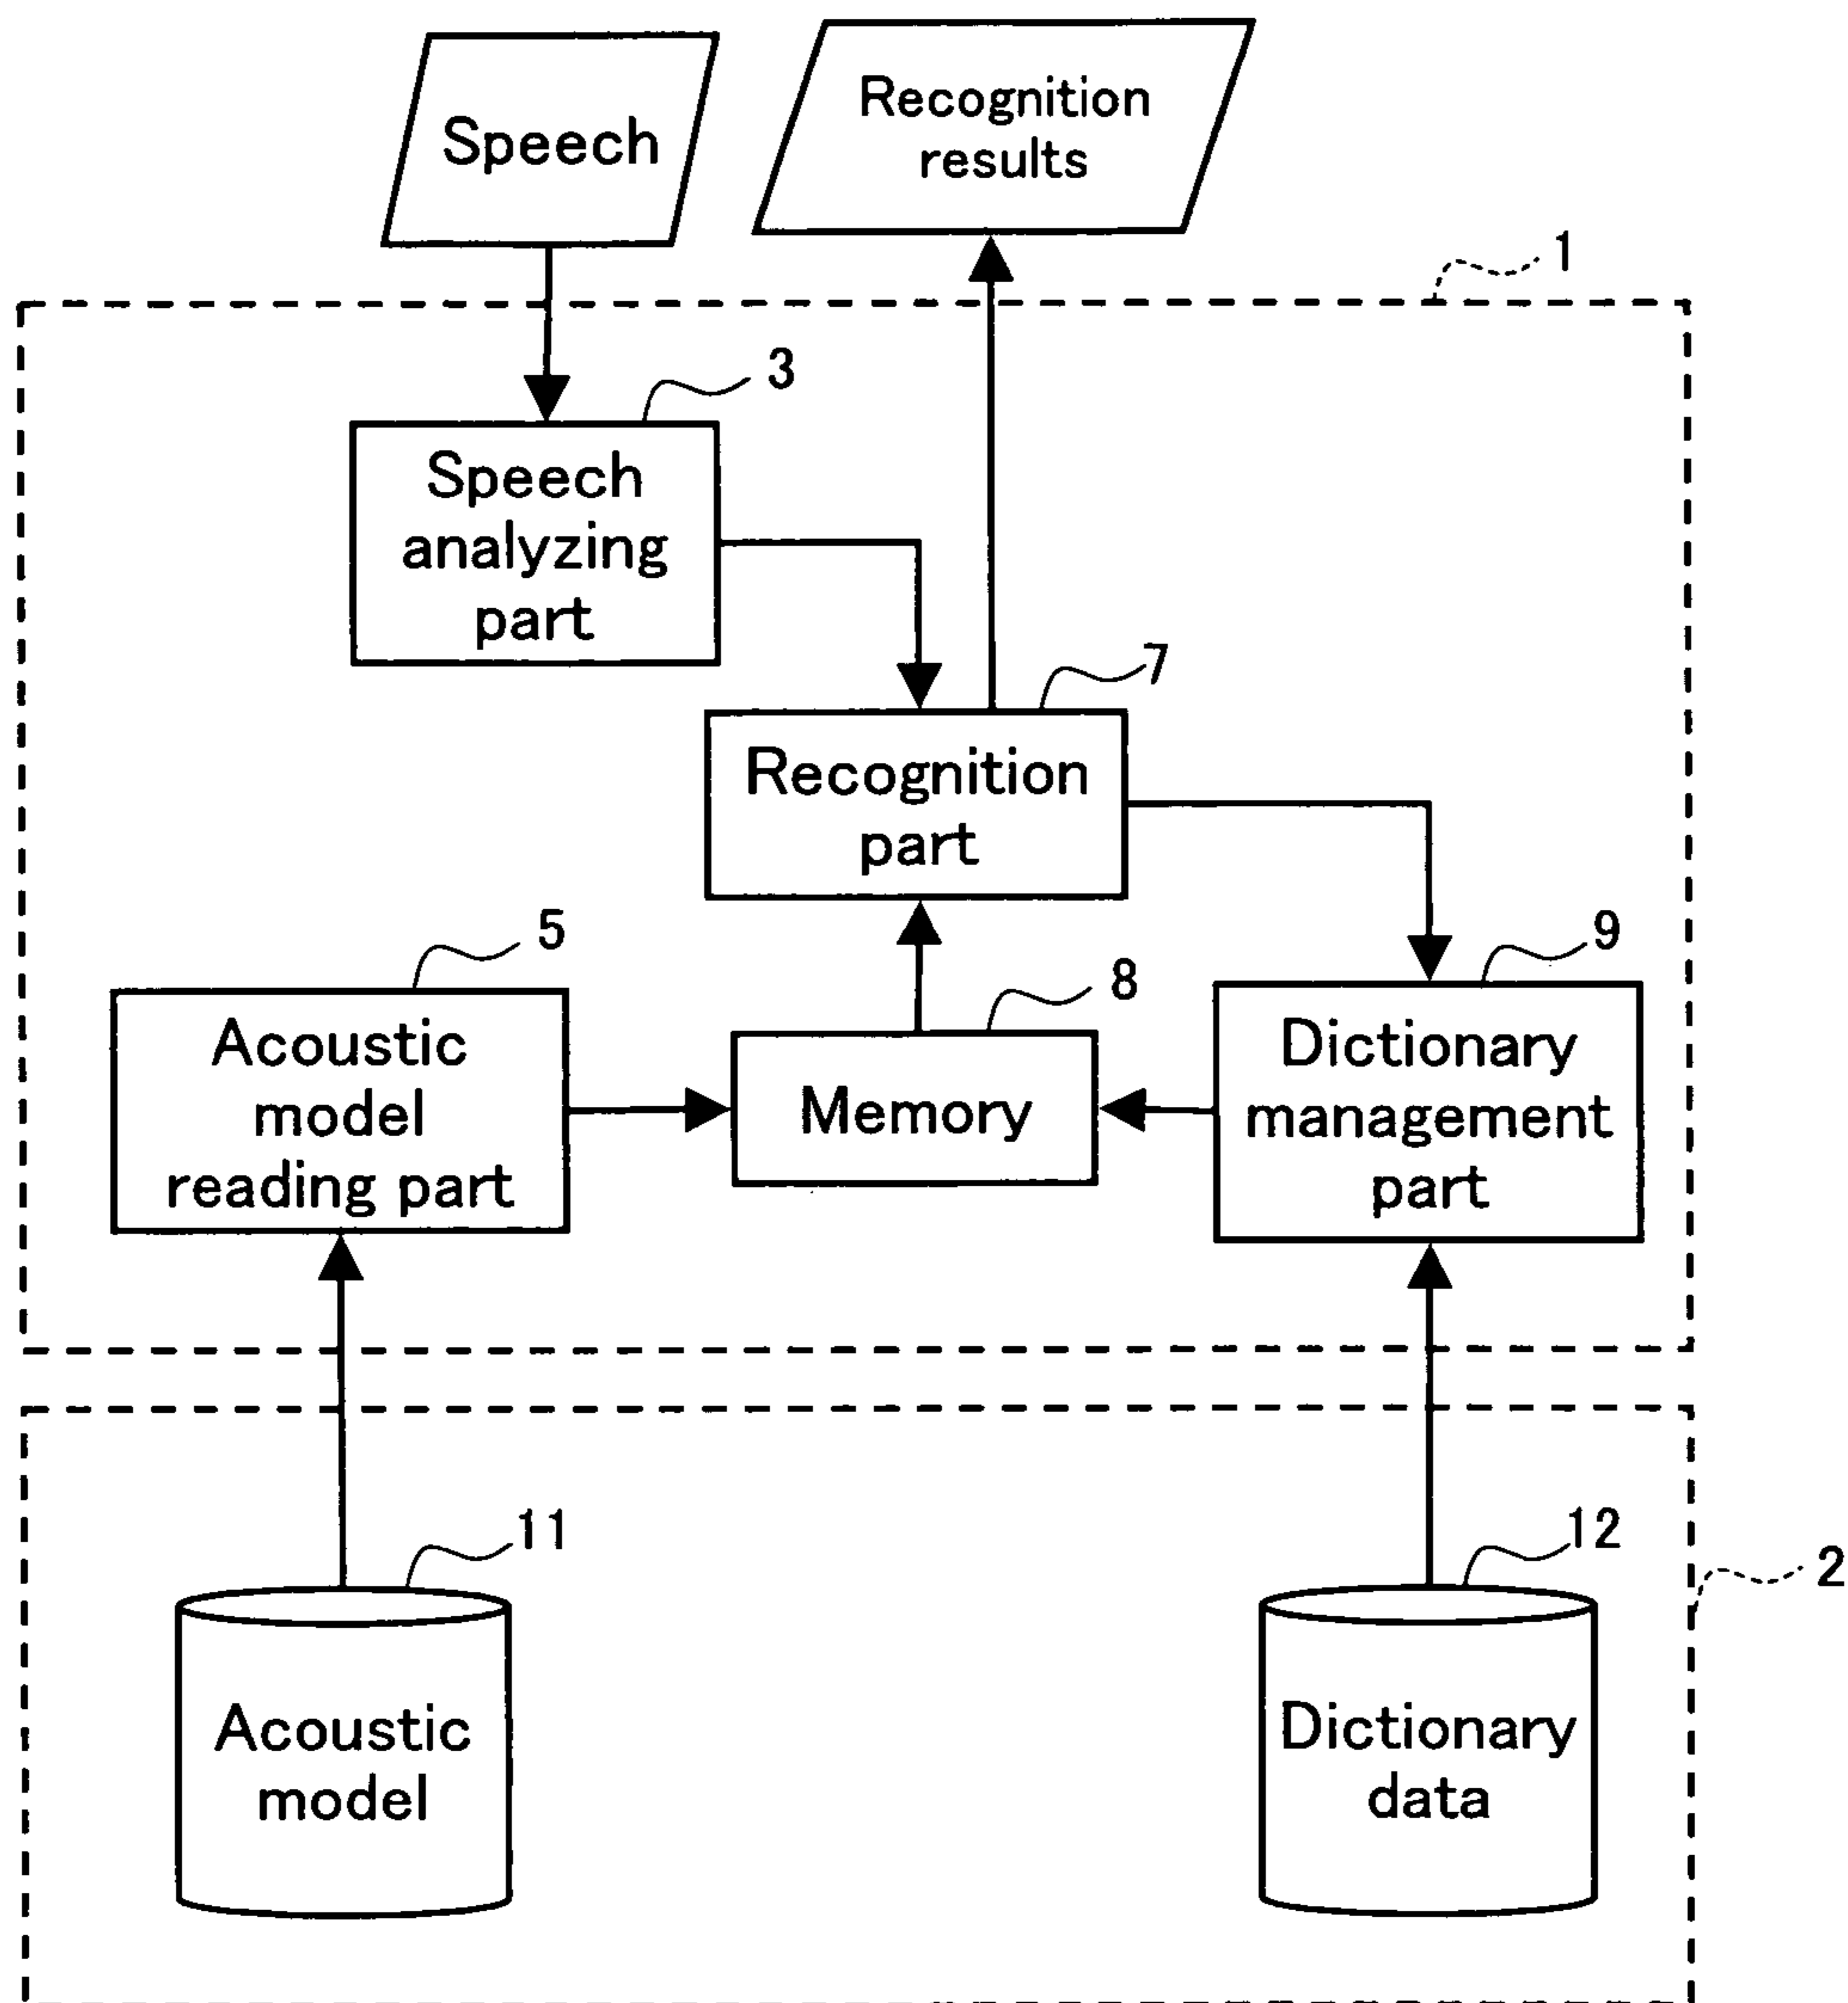 Speech
Recognition
results
1
3
Speech
analyzing
part
7
Recognition
part
5
Acoustic
model
reading part
8
Memory
9
Dictionary
management
part
11
Acoustic
model
12
Dictionary
data
2